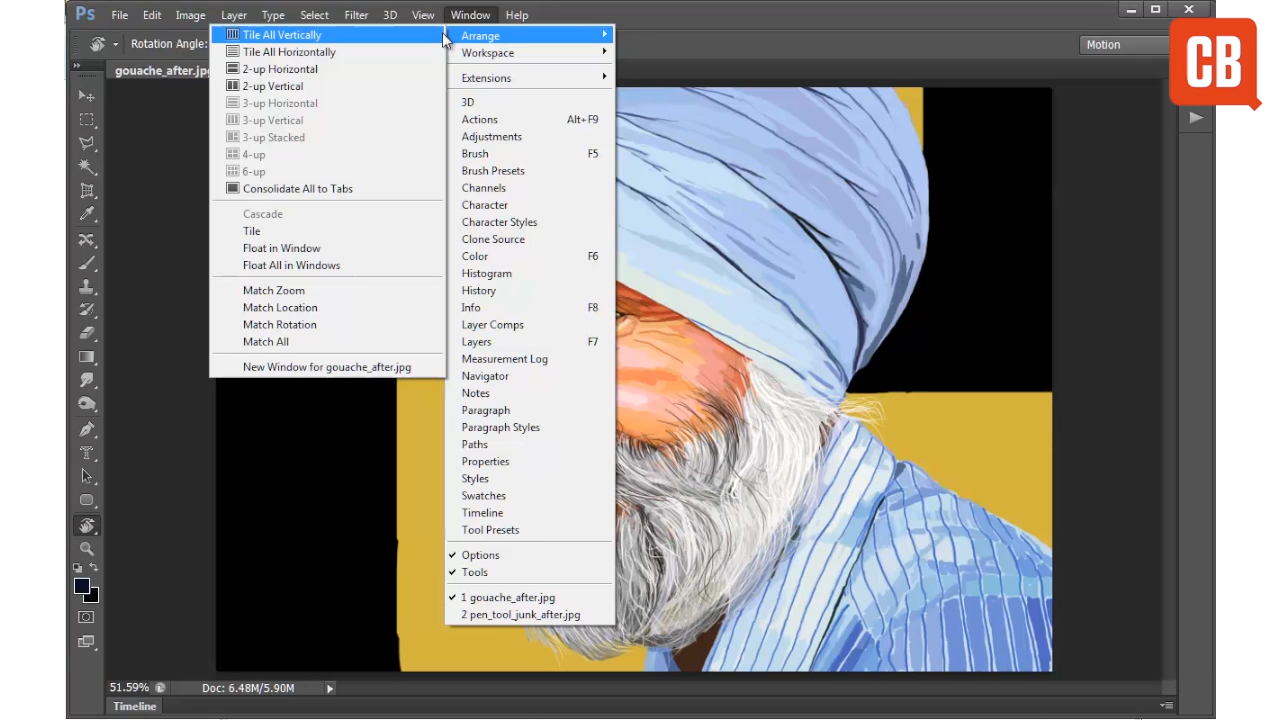 Ps File Edit Image Layer Type Select Filter 3D View Window Help
Rotation Angle:
Motion
CB
gouache_after.jpg
Tile All Vertically
Tile All Horizontally
2-up Horizontal
2-up Vertical
3-up Horizontal
3-up Vertical
3-up Stacked
4-up
6-up
Consolidate All to Tabs
Cascade
Tile
Float in Window
Float All in Windows
Match Zoom
Match Location
Match Rotation
Match All
New Window for gouache_after.jpg
Arrange
Workspace
Extensions
3D
Actions Alt+F9
Adjustments
Brush F5
Brush Presets
Channels
Character
Character Styles
Clone Source
Color F6
Histogram
History
Info F8
Layer Comps
Layers F7
Measurement Log
Navigator
Notes
Paragraph
Paragraph Styles
Paths
Properties
Styles
Swatches
Timeline
Tool Presets
Options
Tools
1 gouache_after.jpg
2 pen_tool_junk_after.jpg
51.59% Doc: 6.48M/5.90M
Timeline